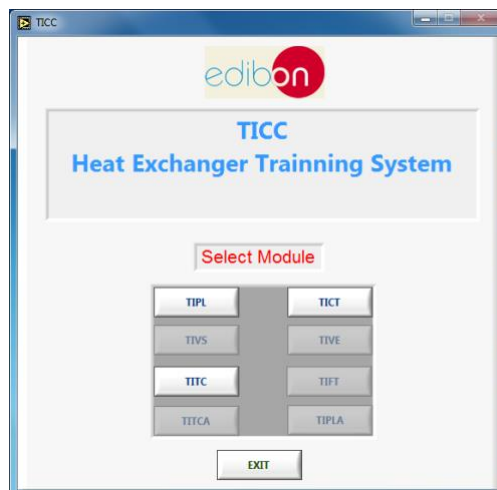 TICC
edibon
TICC
Heat Exchanger Trainning System
Select Module
TIPL TICT
TIVS TIVE
TITC TIFT
TITCA TIPLA
EXIT